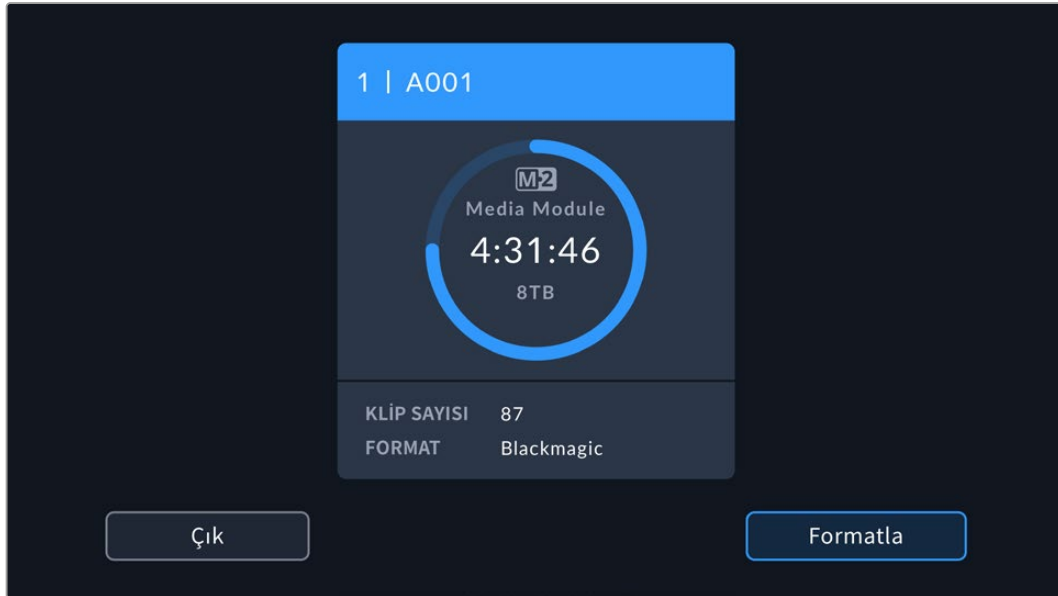 1 | A001
M2
Media Module
4:31:46
8TB
KLİP SAYISI 87
FORMAT Blackmagic
Çık
Formatla